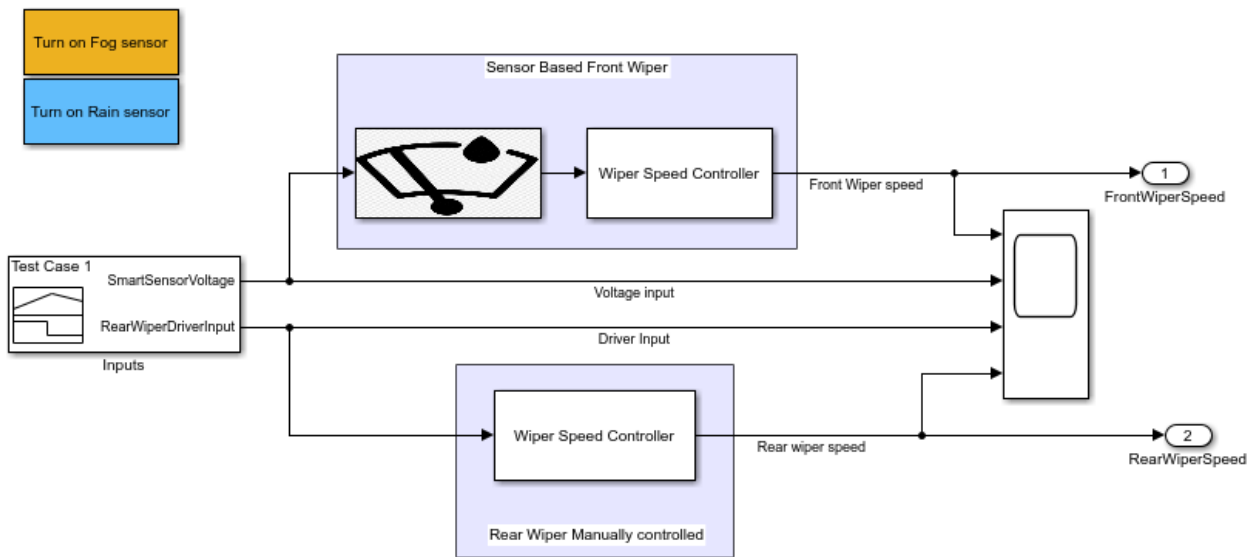 Turn on Fog sensor
Turn on Rain sensor
Sensor Based Front Wiper
Wiper Speed Controller
Front Wiper speed
1
FrontWiperSpeed
Test Case 1
SmartSensorVoltage
RearWiperDriverInput
Inputs
Voltage input
Driver Input
Wiper Speed Controller
Rear wiper speed
2
RearWiperSpeed
Rear Wiper Manually controlled